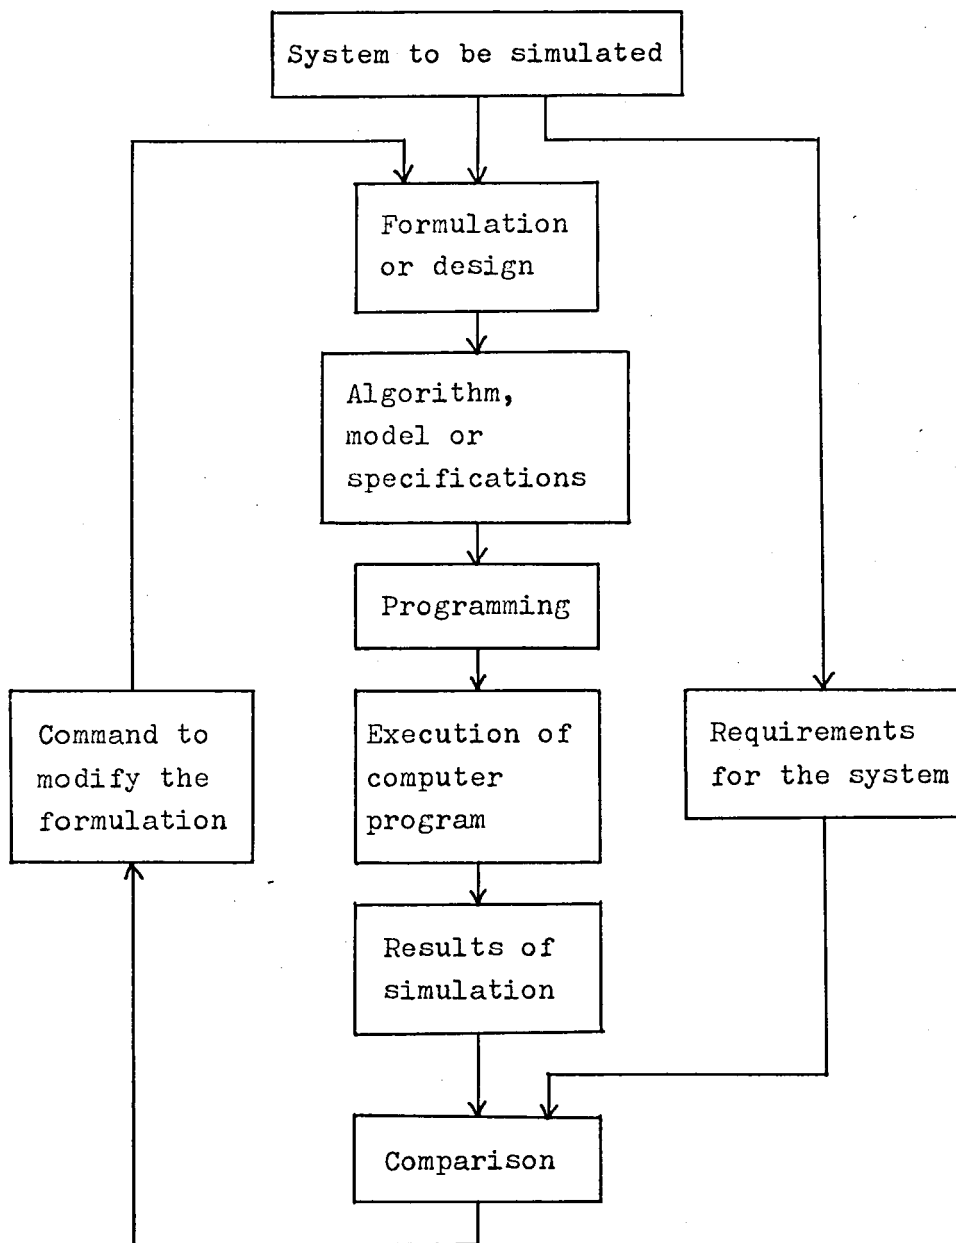 System to be simulated
Formulation
or design
Algorithm,
model or
specifications
Programming
Command to
modify the
formulation
Execution of
computer
program
Requirements
for the system
Results of
simulation
Comparison